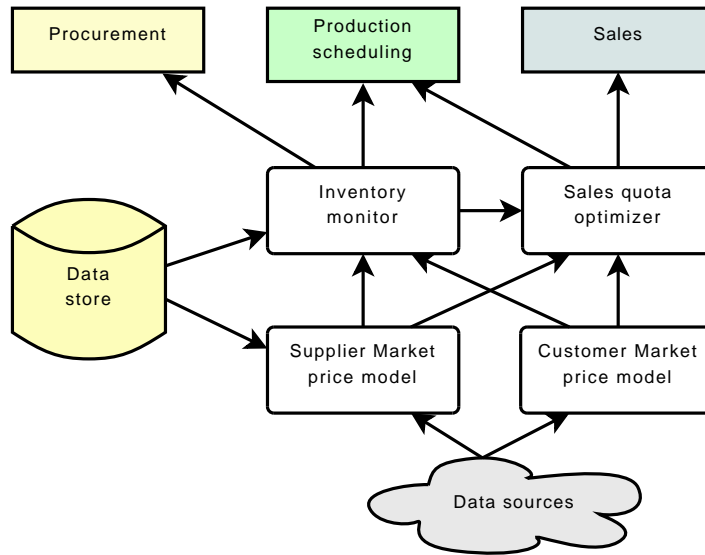 Procurement
Production
scheduling
Sales
Inventory
monitor
Sales quota
optimizer
Data
store
Supplier Market
price model
Customer Market
price model
Data sources